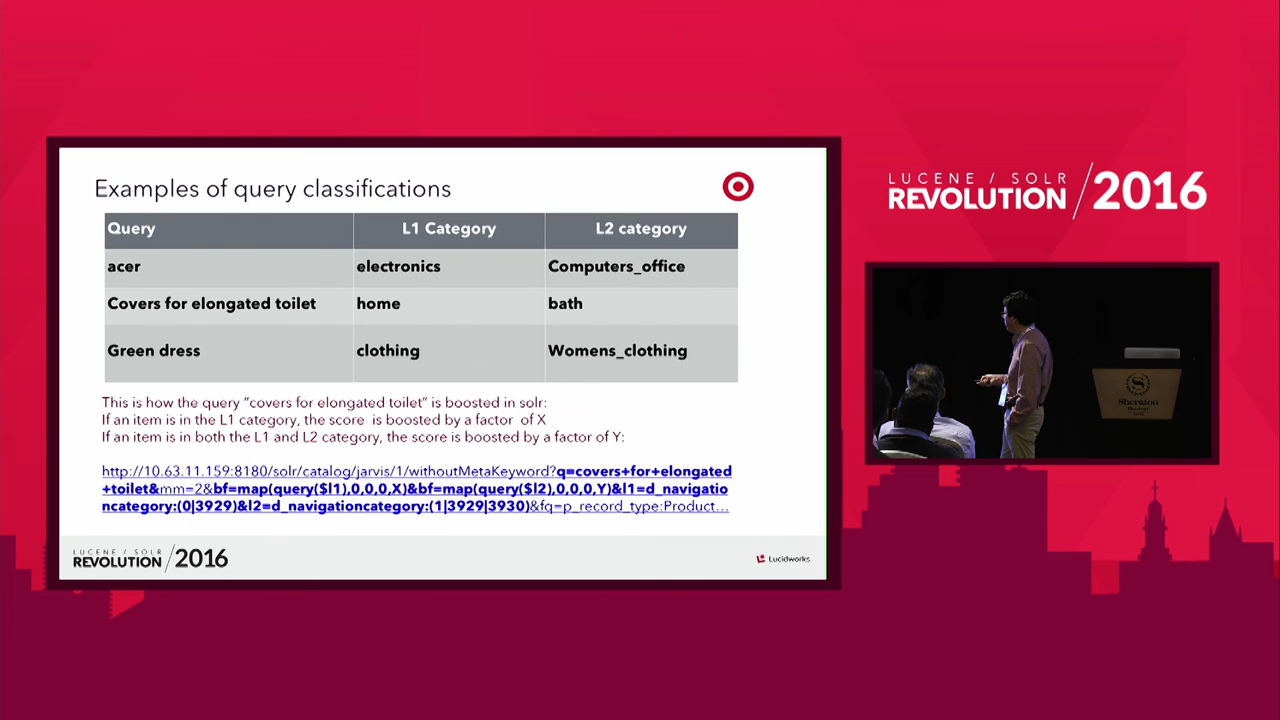 Examples of query classifications
Query L1 Category L2 category
acer electronics Computers_office
Covers for elongated toilet home bath
Green dress clothing Womens_clothing
This is how the query “covers for elongated toilet” is boosted in solr:
If an item is in the L1 category, the score is boosted by a factor of X
If an item is in both the L1 and L2 category, the score is boosted by a factor of Y:
http://10.63.11.159:8180/solr/catalog/jarvis/1/withoutMetaKeyword?q=covers+for+elongated
+toilet&mm=2&bf=map(query($l1),0,0,0,X)&bf=map(query($l2),0,0,0,Y)&l1=d_navigatio
ncategory:(0|3929)&l2=d_navigationcategory:(1|3929|3930)&fq=p_record_type:Product…
LUCENE / SOLR
REVOLUTION/2016
Lucidworks
LUCENE / SOLR
REVOLUTION/2016
Sheraton